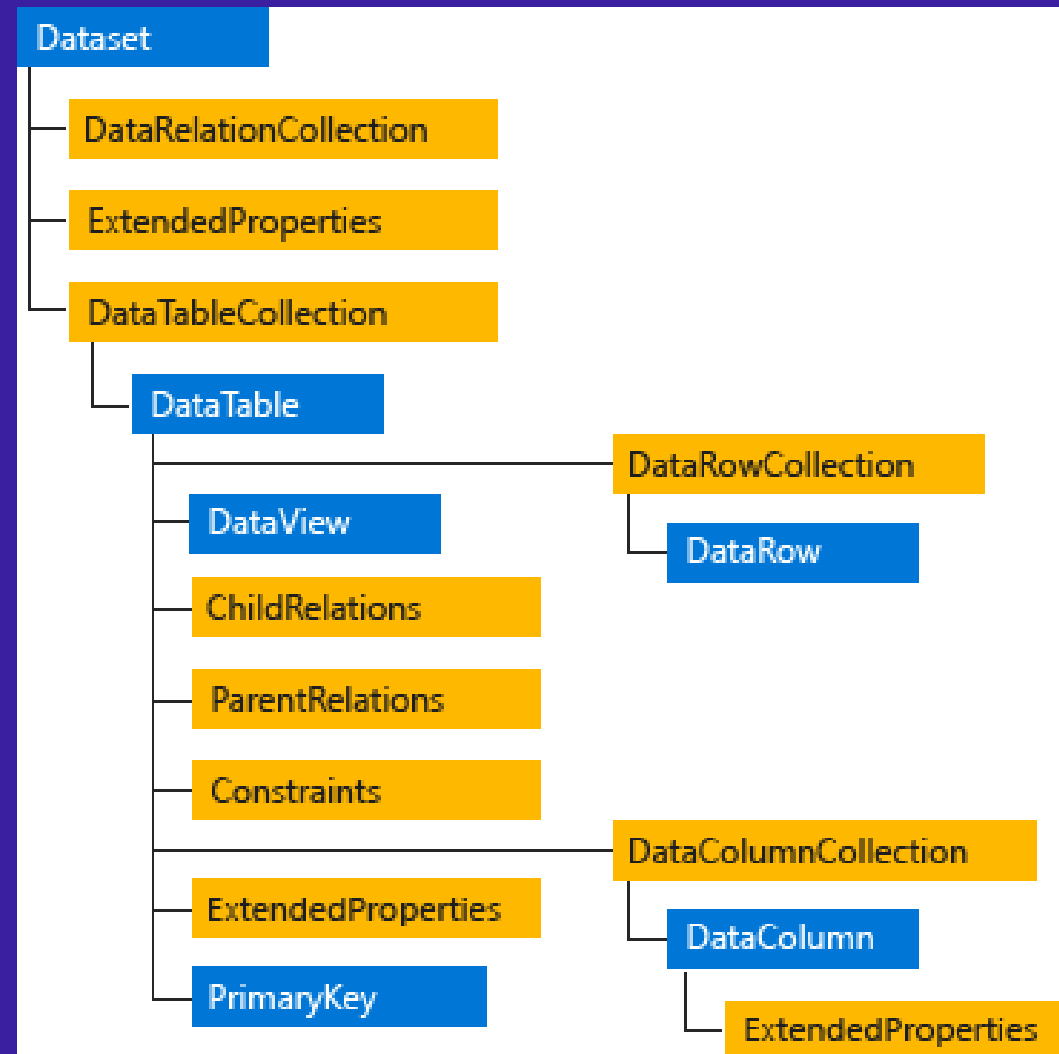 Dataset
DataRelationCollection
ExtendedProperties
DataTableCollection
DataTable
DataRowCollection
DataView
DataRow
ChildRelations
ParentRelations
Constraints
DataColumnCollection
ExtendedProperties
DataColumn
PrimaryKey
ExtendedProperties